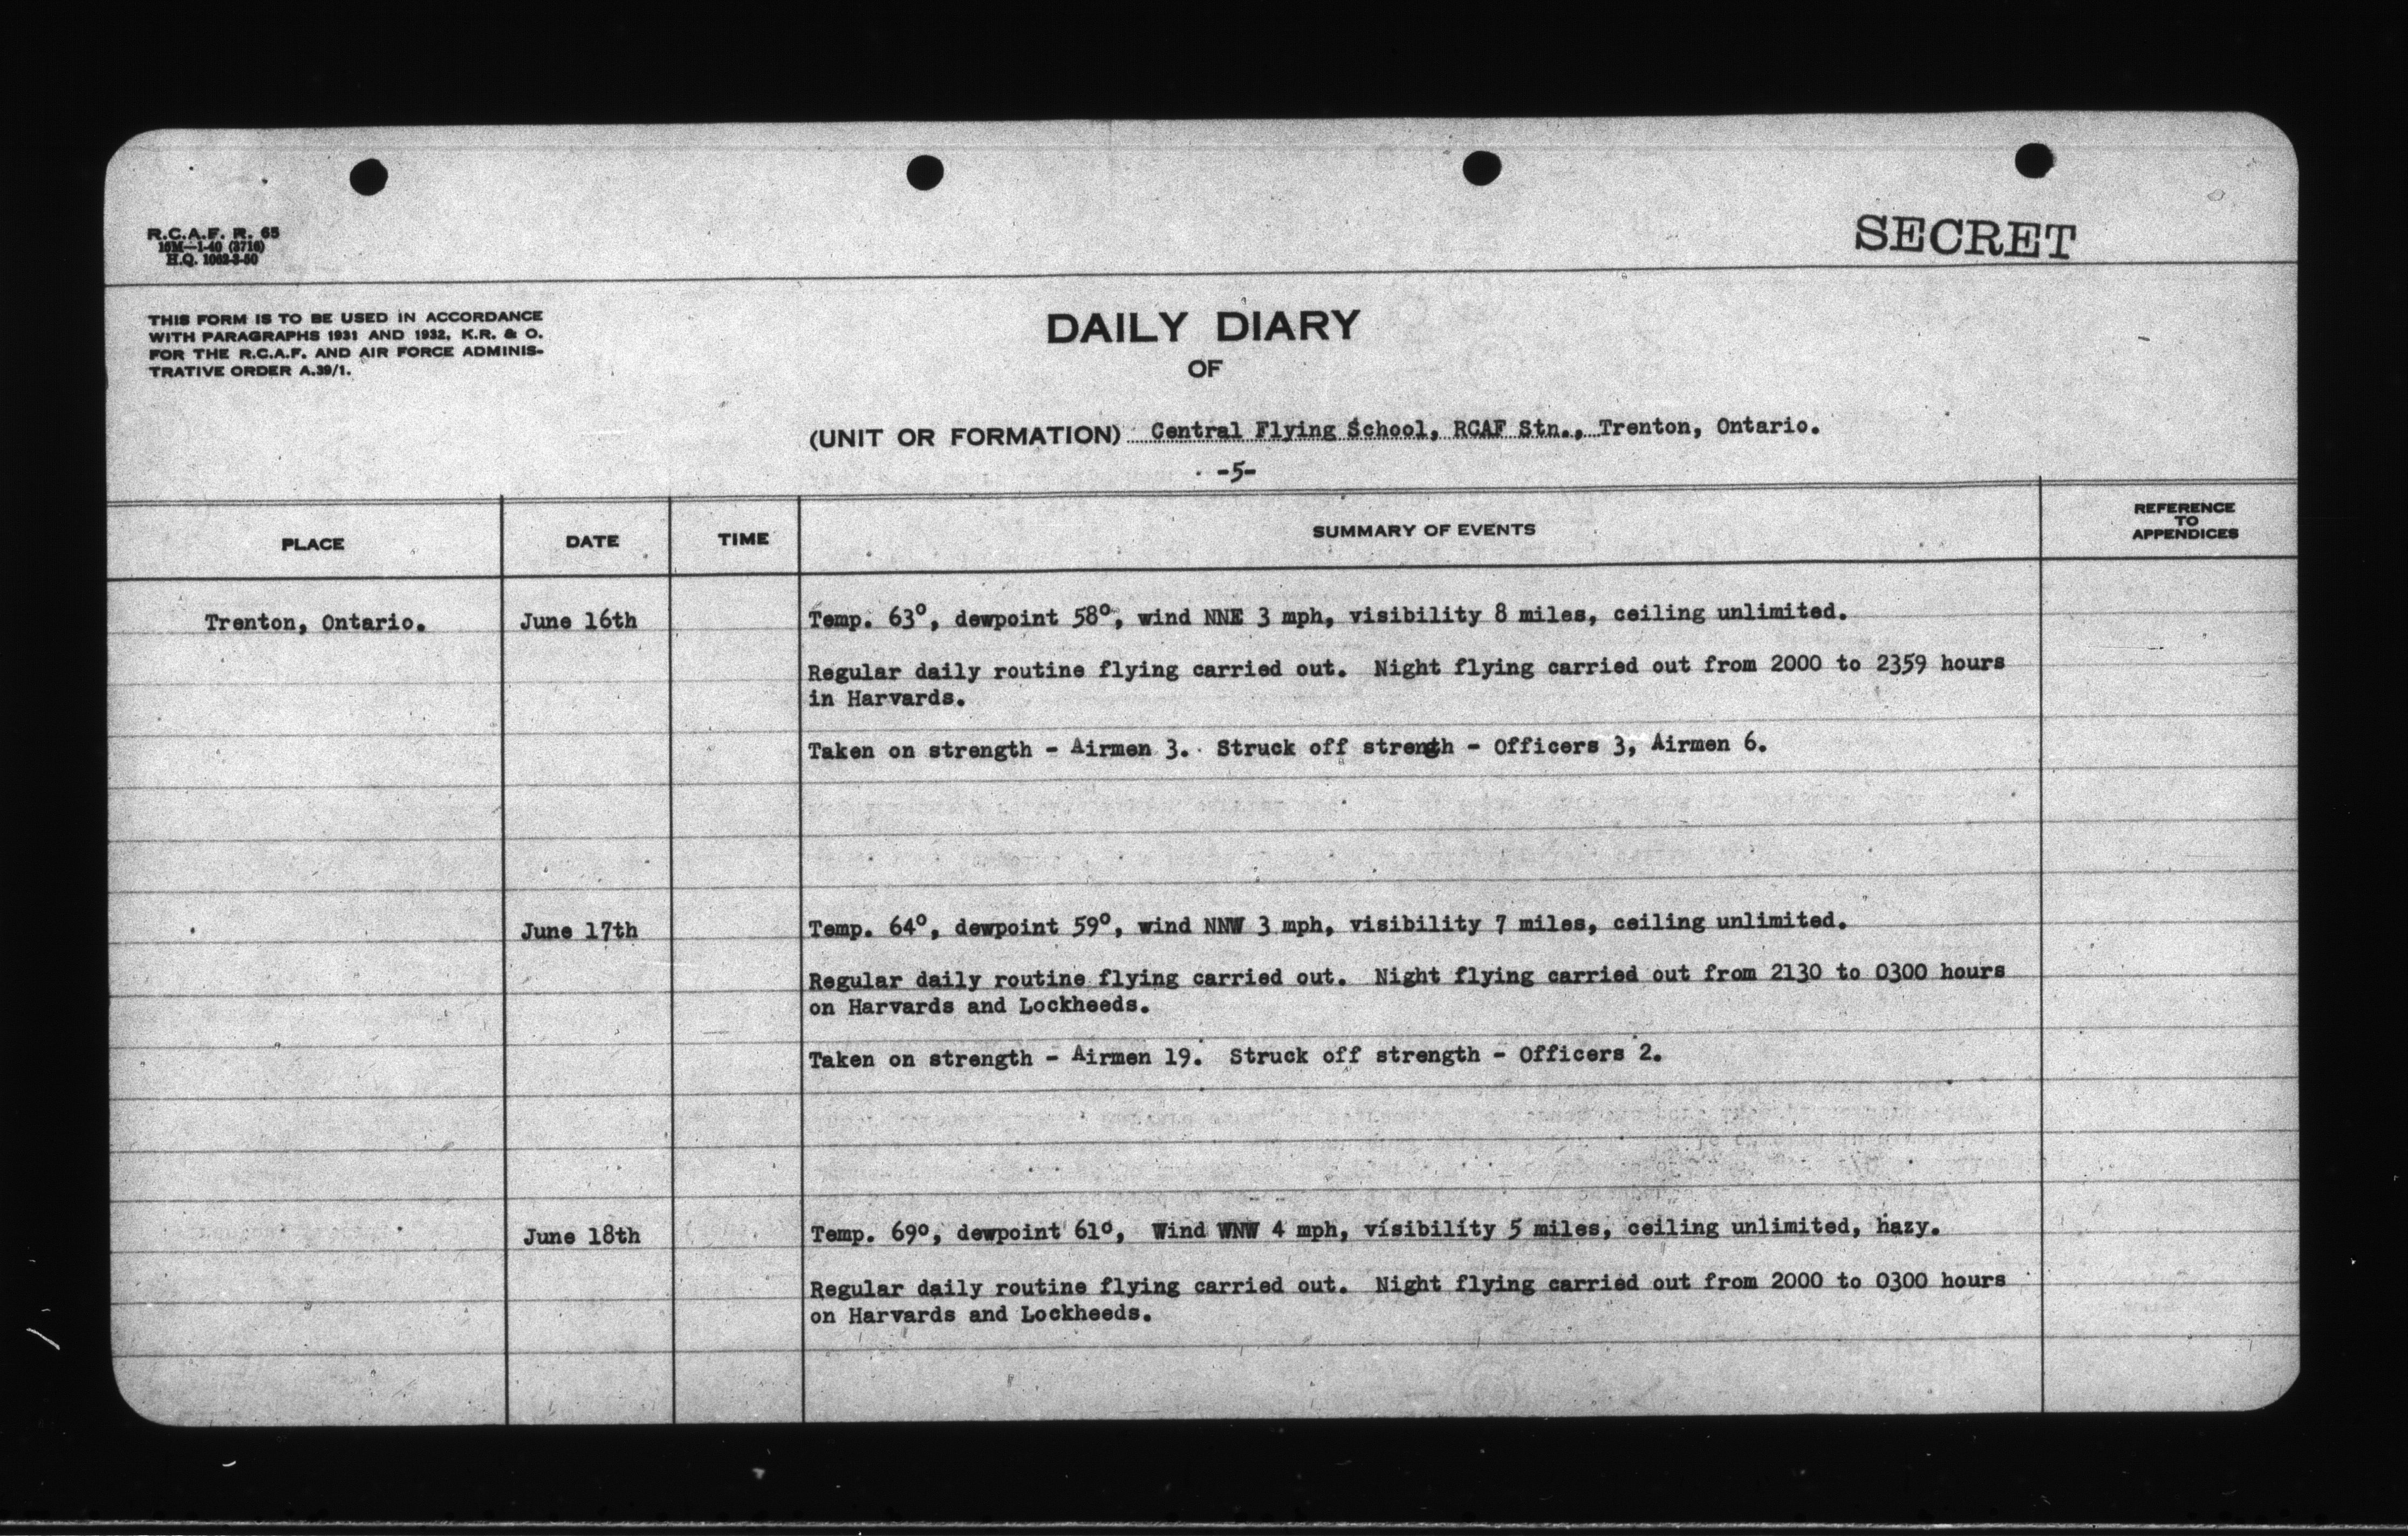 R.C.A.F. R. 65
10M—1-40 (3716)
H.Q. 1062-3-50
SECRET
THIS FORM IS TO BE USED IN ACCORDANCE
WITH PARAGRAPHS 1931 AND 1932, K.R. & O.
FOR THE R.C.A.F. AND AIR FORCE ADMINIS-
TRATIVE ORDER A.39/1.
DAILY DIARY
OF
(UNIT OR FORMATION) Central Flying School, RCAF Stn., Trenton, Ontario.
-5-
PLACE DATE TIME SUMMARY OF EVENTS REFERENCE TO APPENDICES
Trenton, Ontario. June 16th Temp. 63°, dewpoint 58°, wind NNE 3 mph, visibility 8 miles, ceiling unlimited.
Regular daily routine flying carried out. Night flying carried out from 2000 to 2359 hours
in Harvards.
Taken on strength - Airmen 3. Struck off strength - Officers 3, Airmen 6.
June 17th Temp. 64°, dewpoint 59°, wind NNW 3 mph, visibility 7 miles, ceiling unlimited.
Regular daily routine flying carried out. Night flying carried out from 2130 to 0300 hours
on Harvards and Lockheeds.
Taken on strength - Airmen 19. Struck off strength - Officers 2.
June 18th Temp. 69°, dewpoint 61°, Wind WNW 4 mph, visibility 5 miles, ceiling unlimited, hazy.
Regular daily routine flying carried out. Night flying carried out from 2000 to 0300 hours
on Harvards and Lockheeds.